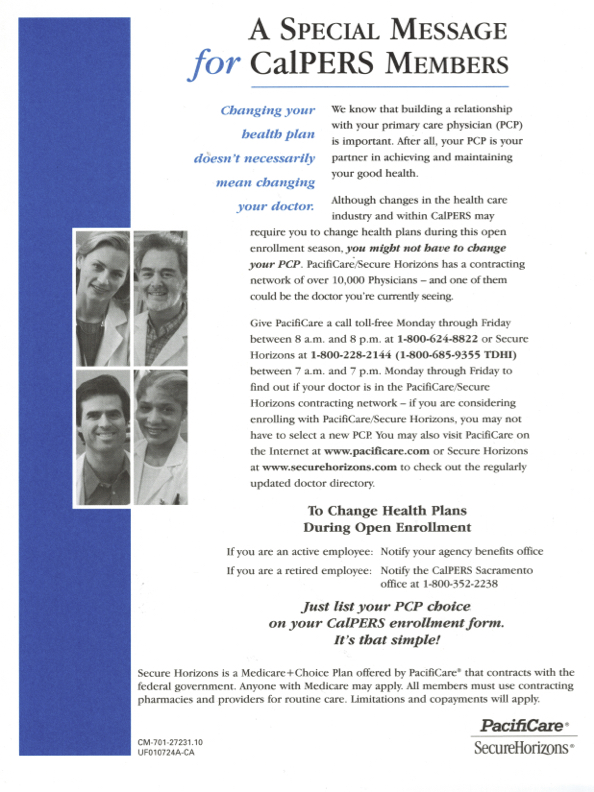 A Special Message
for CalPERS Members
Changing your
health plan
doesn't necessarily
mean changing
your doctor.
We know that building a relationship
with your primary care physician (PCP)
is important. After all, your PCP is your
partner in achieving and maintaining
your good health.
Although changes in the health care
industry and within CalPERS may
require you to change health plans during this open
enrollment season, you might not have to change
your PCP. PacifiCare/Secure Horizons has a contracting
network of over 10,000 Physicians – and one of them
could be the doctor you're currently seeing.
Give PacifiCare a call toll-free Monday through Friday
between 8 a.m. and 8 p.m. at 1-800-624-8822 or Secure
Horizons at 1-800-228-2144 (1-800-685-9355 TDHI)
between 7 a.m. and 7 p.m. Monday through Friday to
find out if your doctor is in the PacifiCare/Secure
Horizons contracting network – if you are considering
enrolling with PacifiCare/Secure Horizons, you may not
have to select a new PCP. You may also visit PacifiCare on
the Internet at www.pacificare.com or Secure Horizons
at www.securehorizons.com to check out the regularly
updated doctor directory.
To Change Health Plans
During Open Enrollment
If you are an active employee: Notify your agency benefits office
If you are a retired employee: Notify the CalPERS Sacramento
office at 1-800-352-2238
Just list your PCP choice
on your CalPERS enrollment form.
It's that simple!
Secure Horizons is a Medicare+Choice Plan offered by PacifiCare® that contracts with the
federal government. Anyone with Medicare may apply. All members must use contracting
pharmacies and providers for routine care. Limitations and copayments will apply.
PacifiCare®
SecureHorizons®
CM-701-27231.10
UF010724A-CA